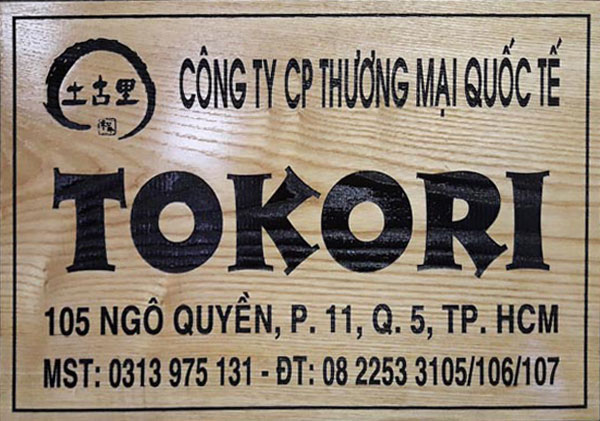 土古里
CÔNG TY CP THƯƠNG MẠI QUỐC TẾ
TOKORI
105 NGÔ QUYỀN, P. 11, Q. 5, TP. HCM
MST: 0313 975 131 - ĐT: 08 2253 3105/106/107